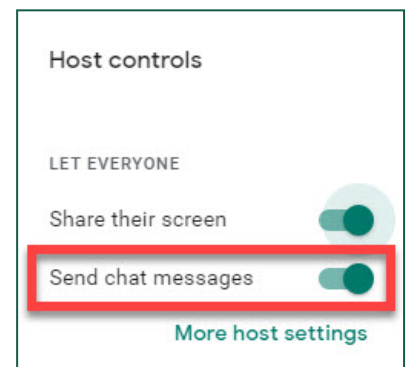 Host controls
LET EVERYONE
Share their screen
Send chat messages
More host settings